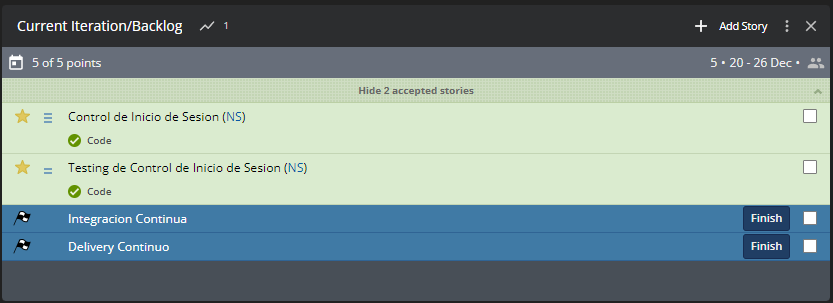 Current Iteration/Backlog 1 + Add Story
5 of 5 points 5 • 20 - 26 Dec •
Hide 2 accepted stories
Control de Inicio de Sesion (NS)
Code
Testing de Control de Inicio de Sesion (NS)
Code
Integracion Continua Finish
Delivery Continuo Finish